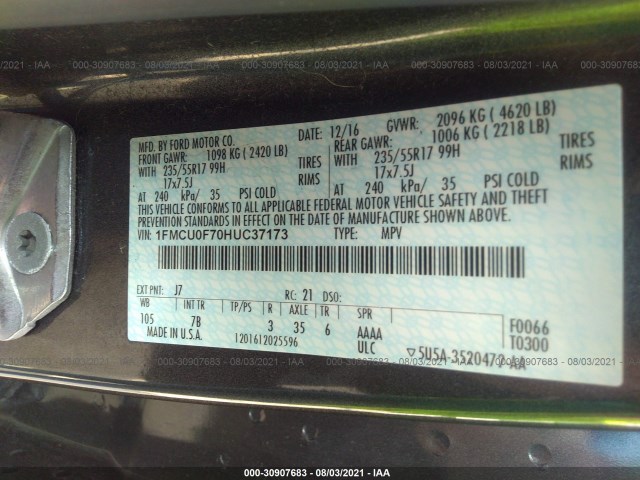 000-30907683 - 08/03/2021 - IAA
MFD. BY FORD MOTOR CO.
DATE: 12/16 GVWR: 2096 KG ( 4620 LB)
FRONT GAWR: 1098 KG ( 2420 LB)
REAR GAWR: 1006 KG ( 2218 LB)
WITH 235/55R17 99H TIRES
WITH 235/55R17 99H TIRES
17x7.5J RIMS
17x7.5J RIMS
AT 240 kPa/ 35 PSI COLD
AT 240 kPa/ 35 PSI COLD
THIS VEHICLE CONFORMS TO ALL APPLICABLE FEDERAL MOTOR VEHICLE SAFETY AND THEFT
PREVENTION STANDARDS IN EFFECT ON THE DATE OF MANUFACTURE SHOWN ABOVE.
VIN: 1FMCU0F70HUC37173 TYPE: MPV
EXT PNT: J7 RC: 21 DSO:
WB INT TR TP/PS R AXLE TR SPR
105 7B 3 35 6 AAAA
F0066
MADE IN U.S.A. 1201612025596 ULC
T0300
000-30907683 - 08/03/2021 - IAA